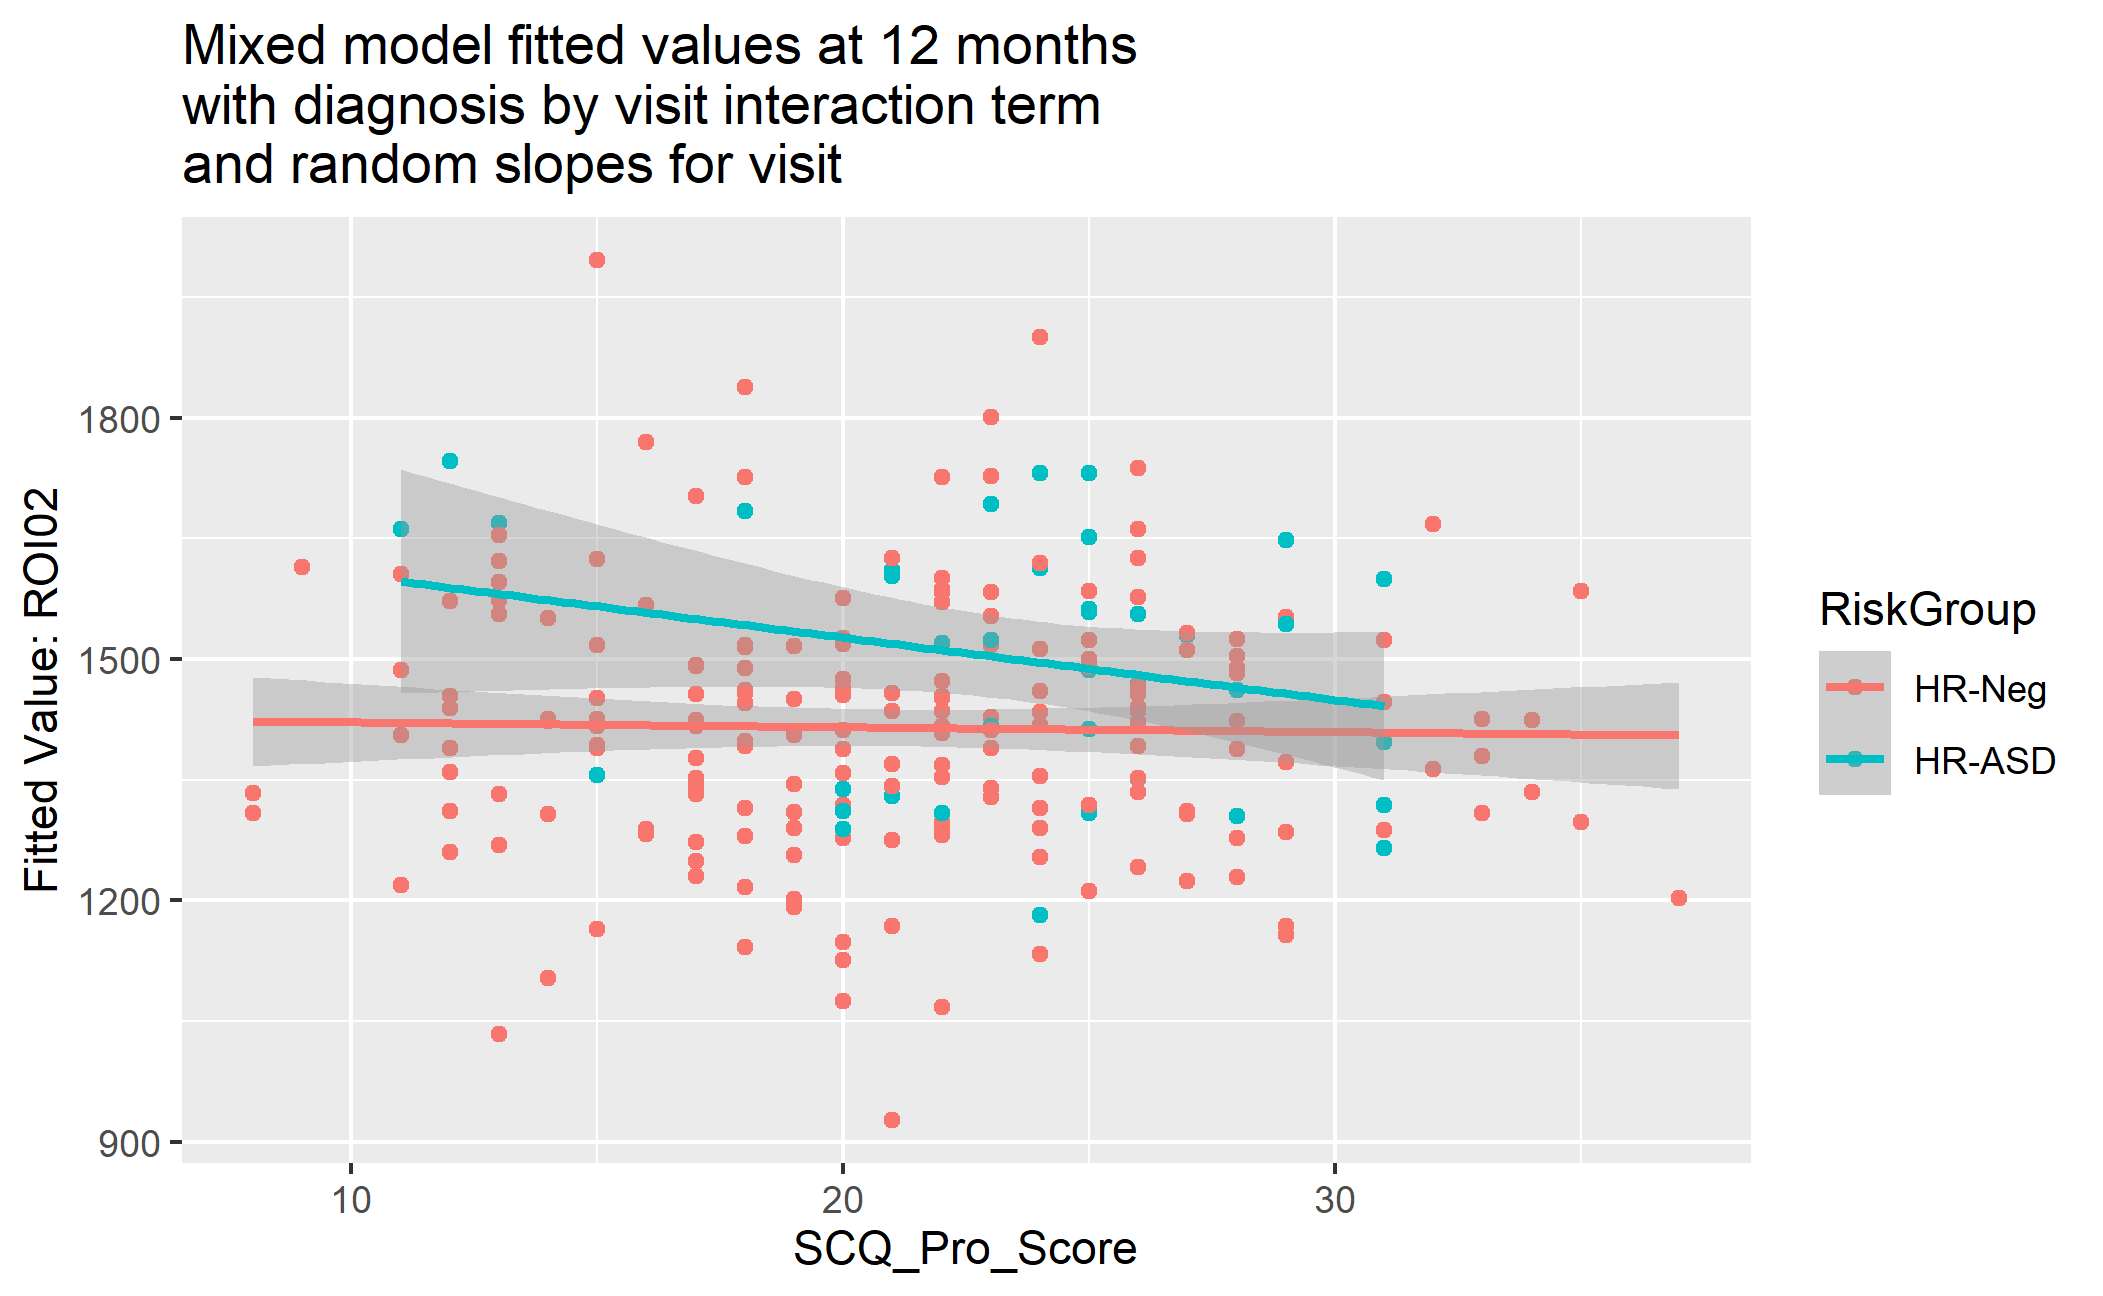 Mixed model fitted values at 12 months
with diagnosis by visit interaction term
and random slopes for visit
1800
1500
1200
900
Fitted Value: ROI02
10 20 30
SCQ_Pro_Score
RiskGroup
HR-Neg
HR-ASD